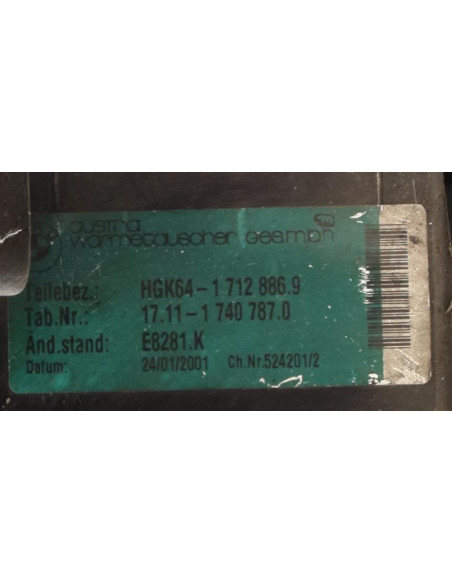 austria
wärmetauscher Gesmbh
Teilebez.: HGK64-1 712 886.9
Tab.Nr.: 17.11-1 740 787.0
Änd.stand: E8281.K
Datum: 24/01/2001 Ch.Nr.524201/2